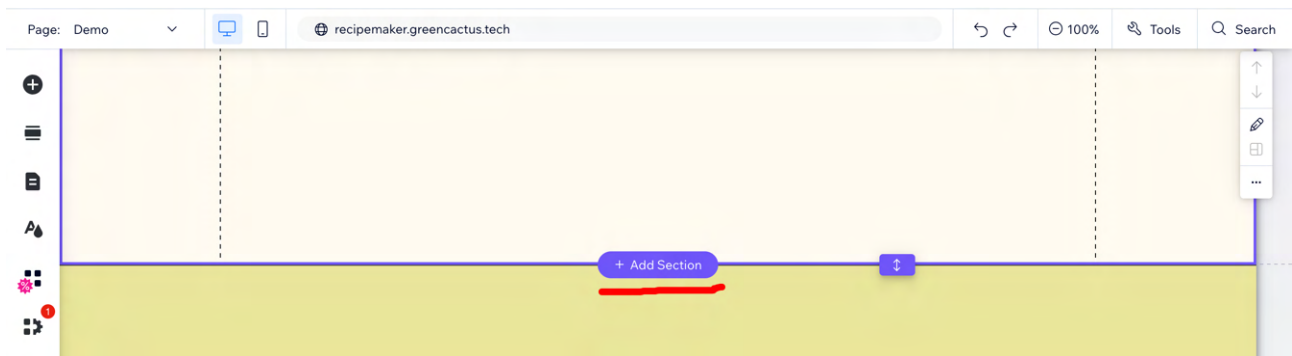 Page: Demo recipemaker.greencactus.tech 100% Tools Search
+ Add Section
%
1